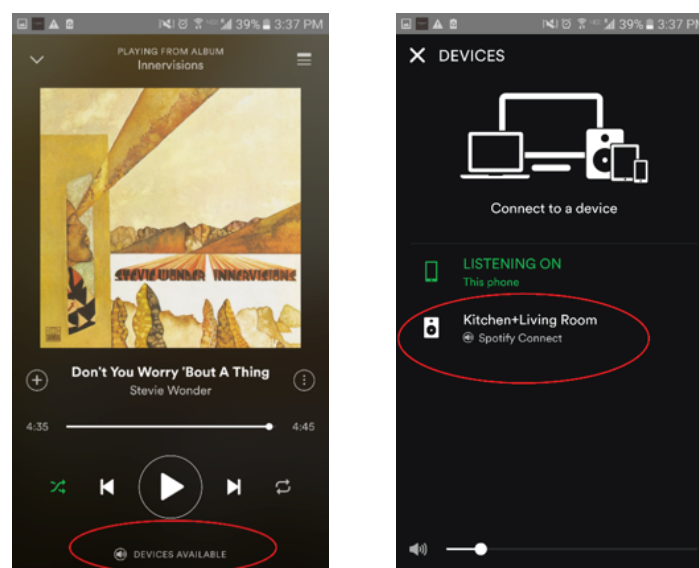 39% 3:37 PM
PLAYING FROM ALBUM
Innervisions
STEVIE WONDER INNERVISIONS
Don't You Worry 'Bout A Thing
Stevie Wonder
4:35
4:45
DEVICES AVAILABLE
39% 3:37 PM
DEVICES
Connect to a device
LISTENING ON
This phone
Kitchen+Living Room
Spotify Connect